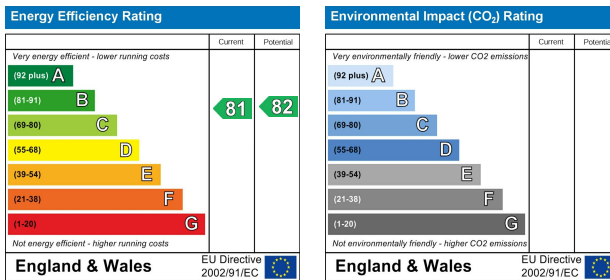 Energy Efficiency Rating
Current Potential
Very energy efficient - lower running costs
(92 plus) A
(81-91) B
(69-80) C
(55-68) D
(39-54) E
(21-38) F
(1-20) G
81 82
Not energy efficient - higher running costs
England & Wales
EU Directive
2002/91/EC
Environmental Impact (CO₂) Rating
Current Potential
Very environmentally friendly - lower CO2 emissions
(92 plus) A
(81-91) B
(69-80) C
(55-68) D
(39-54) E
(21-38) F
(1-20) G
Not environmentally friendly - higher CO2 emissions
England & Wales
EU Directive
2002/91/EC